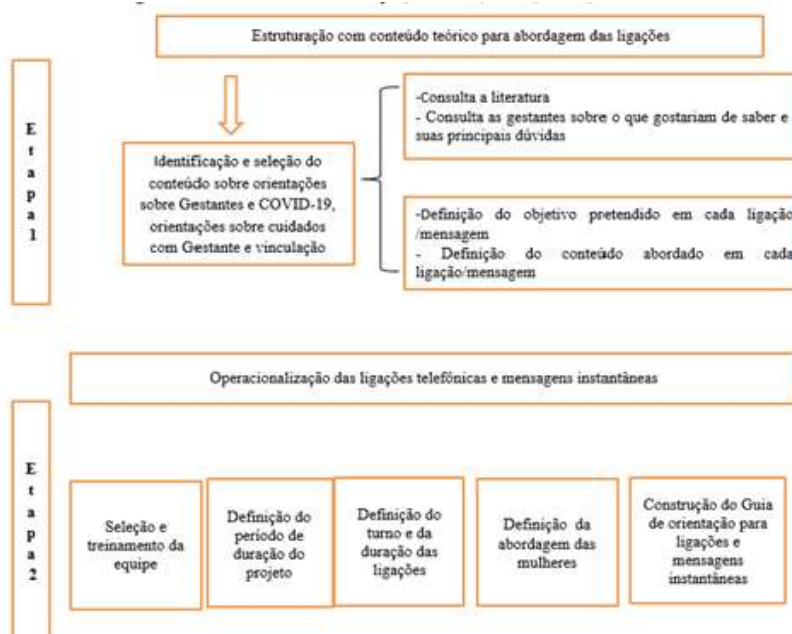 Estruturação com conteúdo teórico para abordagem das ligações
Etapa 1
Identificação e seleção do
conteúdo sobre orientações
sobre Gestantes e COVID-19,
orientações sobre cuidados
com Gestante e vinculação
-Consulta a literatura
- Consulta as gestantes sobre o que gostariam de saber e
suas principais dúvidas
-Definição do objetivo pretendido em cada ligação
/mensagem
- Definição do conteúdo abordado em cada
ligação/mensagem
Operacionalização das ligações telefônicas e mensagens instantâneas
Etapa 2
Seleção e
treinamento da
equipe
Definição do
período de
duração do
projeto
Definição do
turno e da
duração das
ligações
Definição da
abordagem das
mulheres
Construção do Guia
de orientação para
ligações e
mensagens
instantâneas